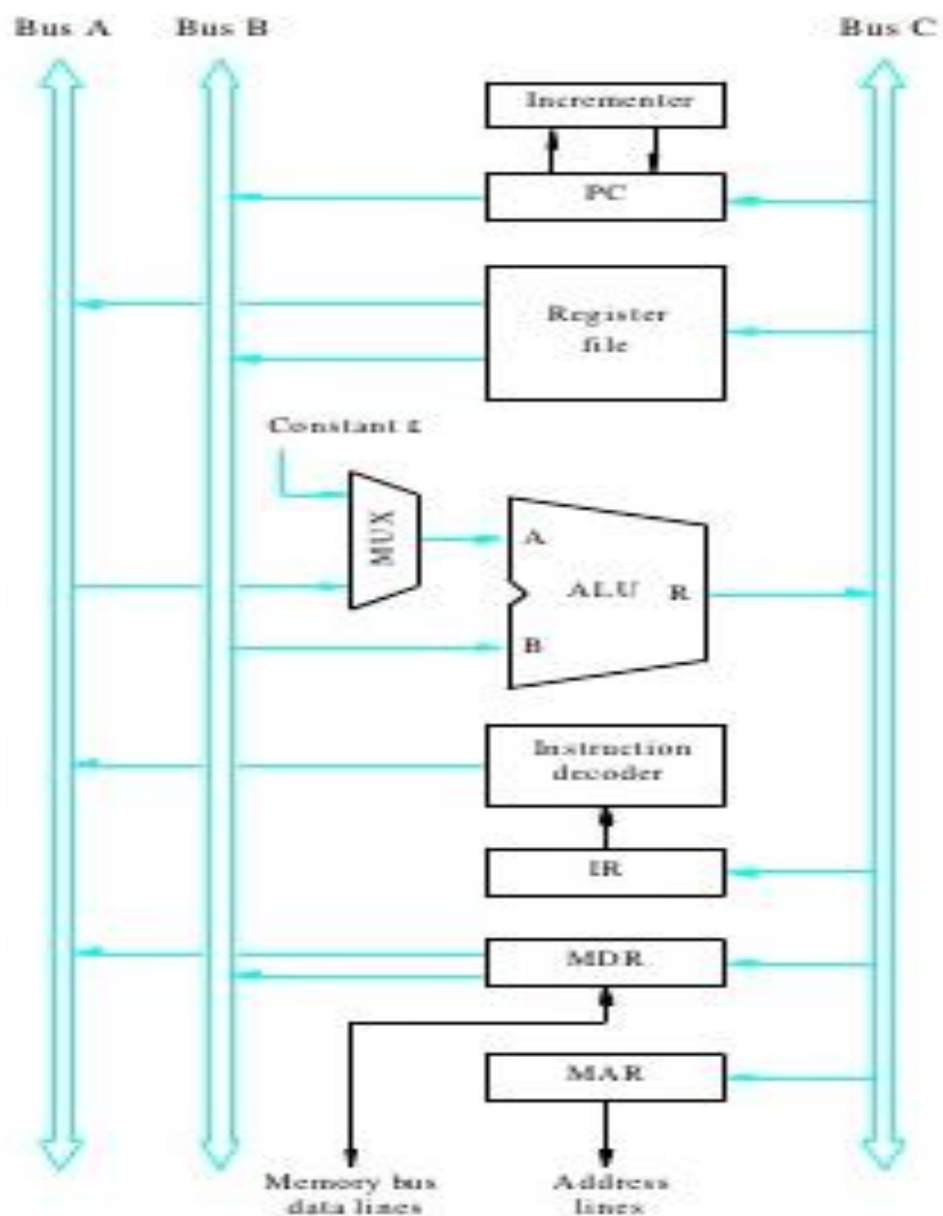 Bus A
Bus B
Bus C
Incrementer
PC
Register
file
Constant
MUX
A
ALU
R
B
Instruction
decoder
IR
MDR
MAR
Memory bus
data lines
Address
lines